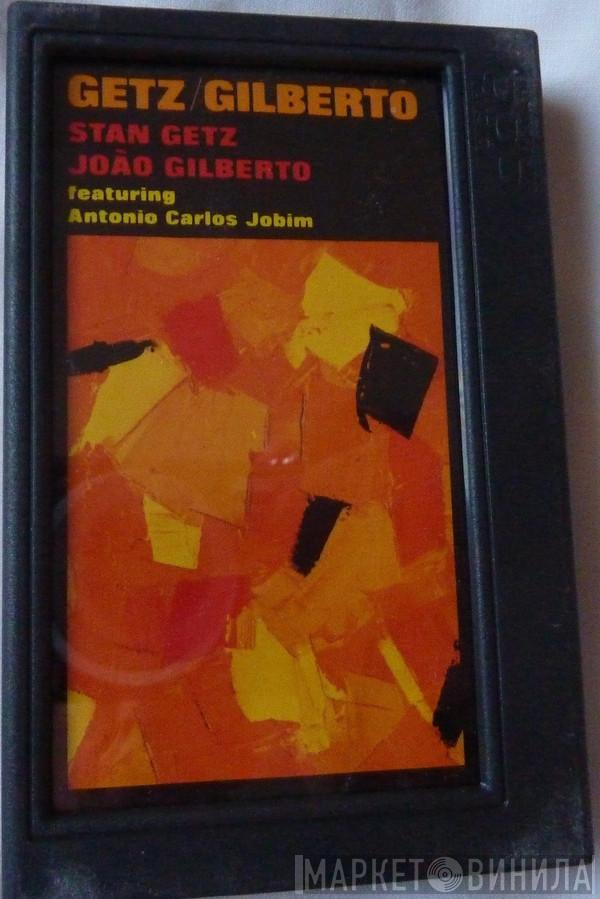 GETZ/GILBERTO
STAN GETZ
JOÃO GILBERTO
featuring
Antonio Carlos Jobim
МАРКЕТ ВИНИЛА